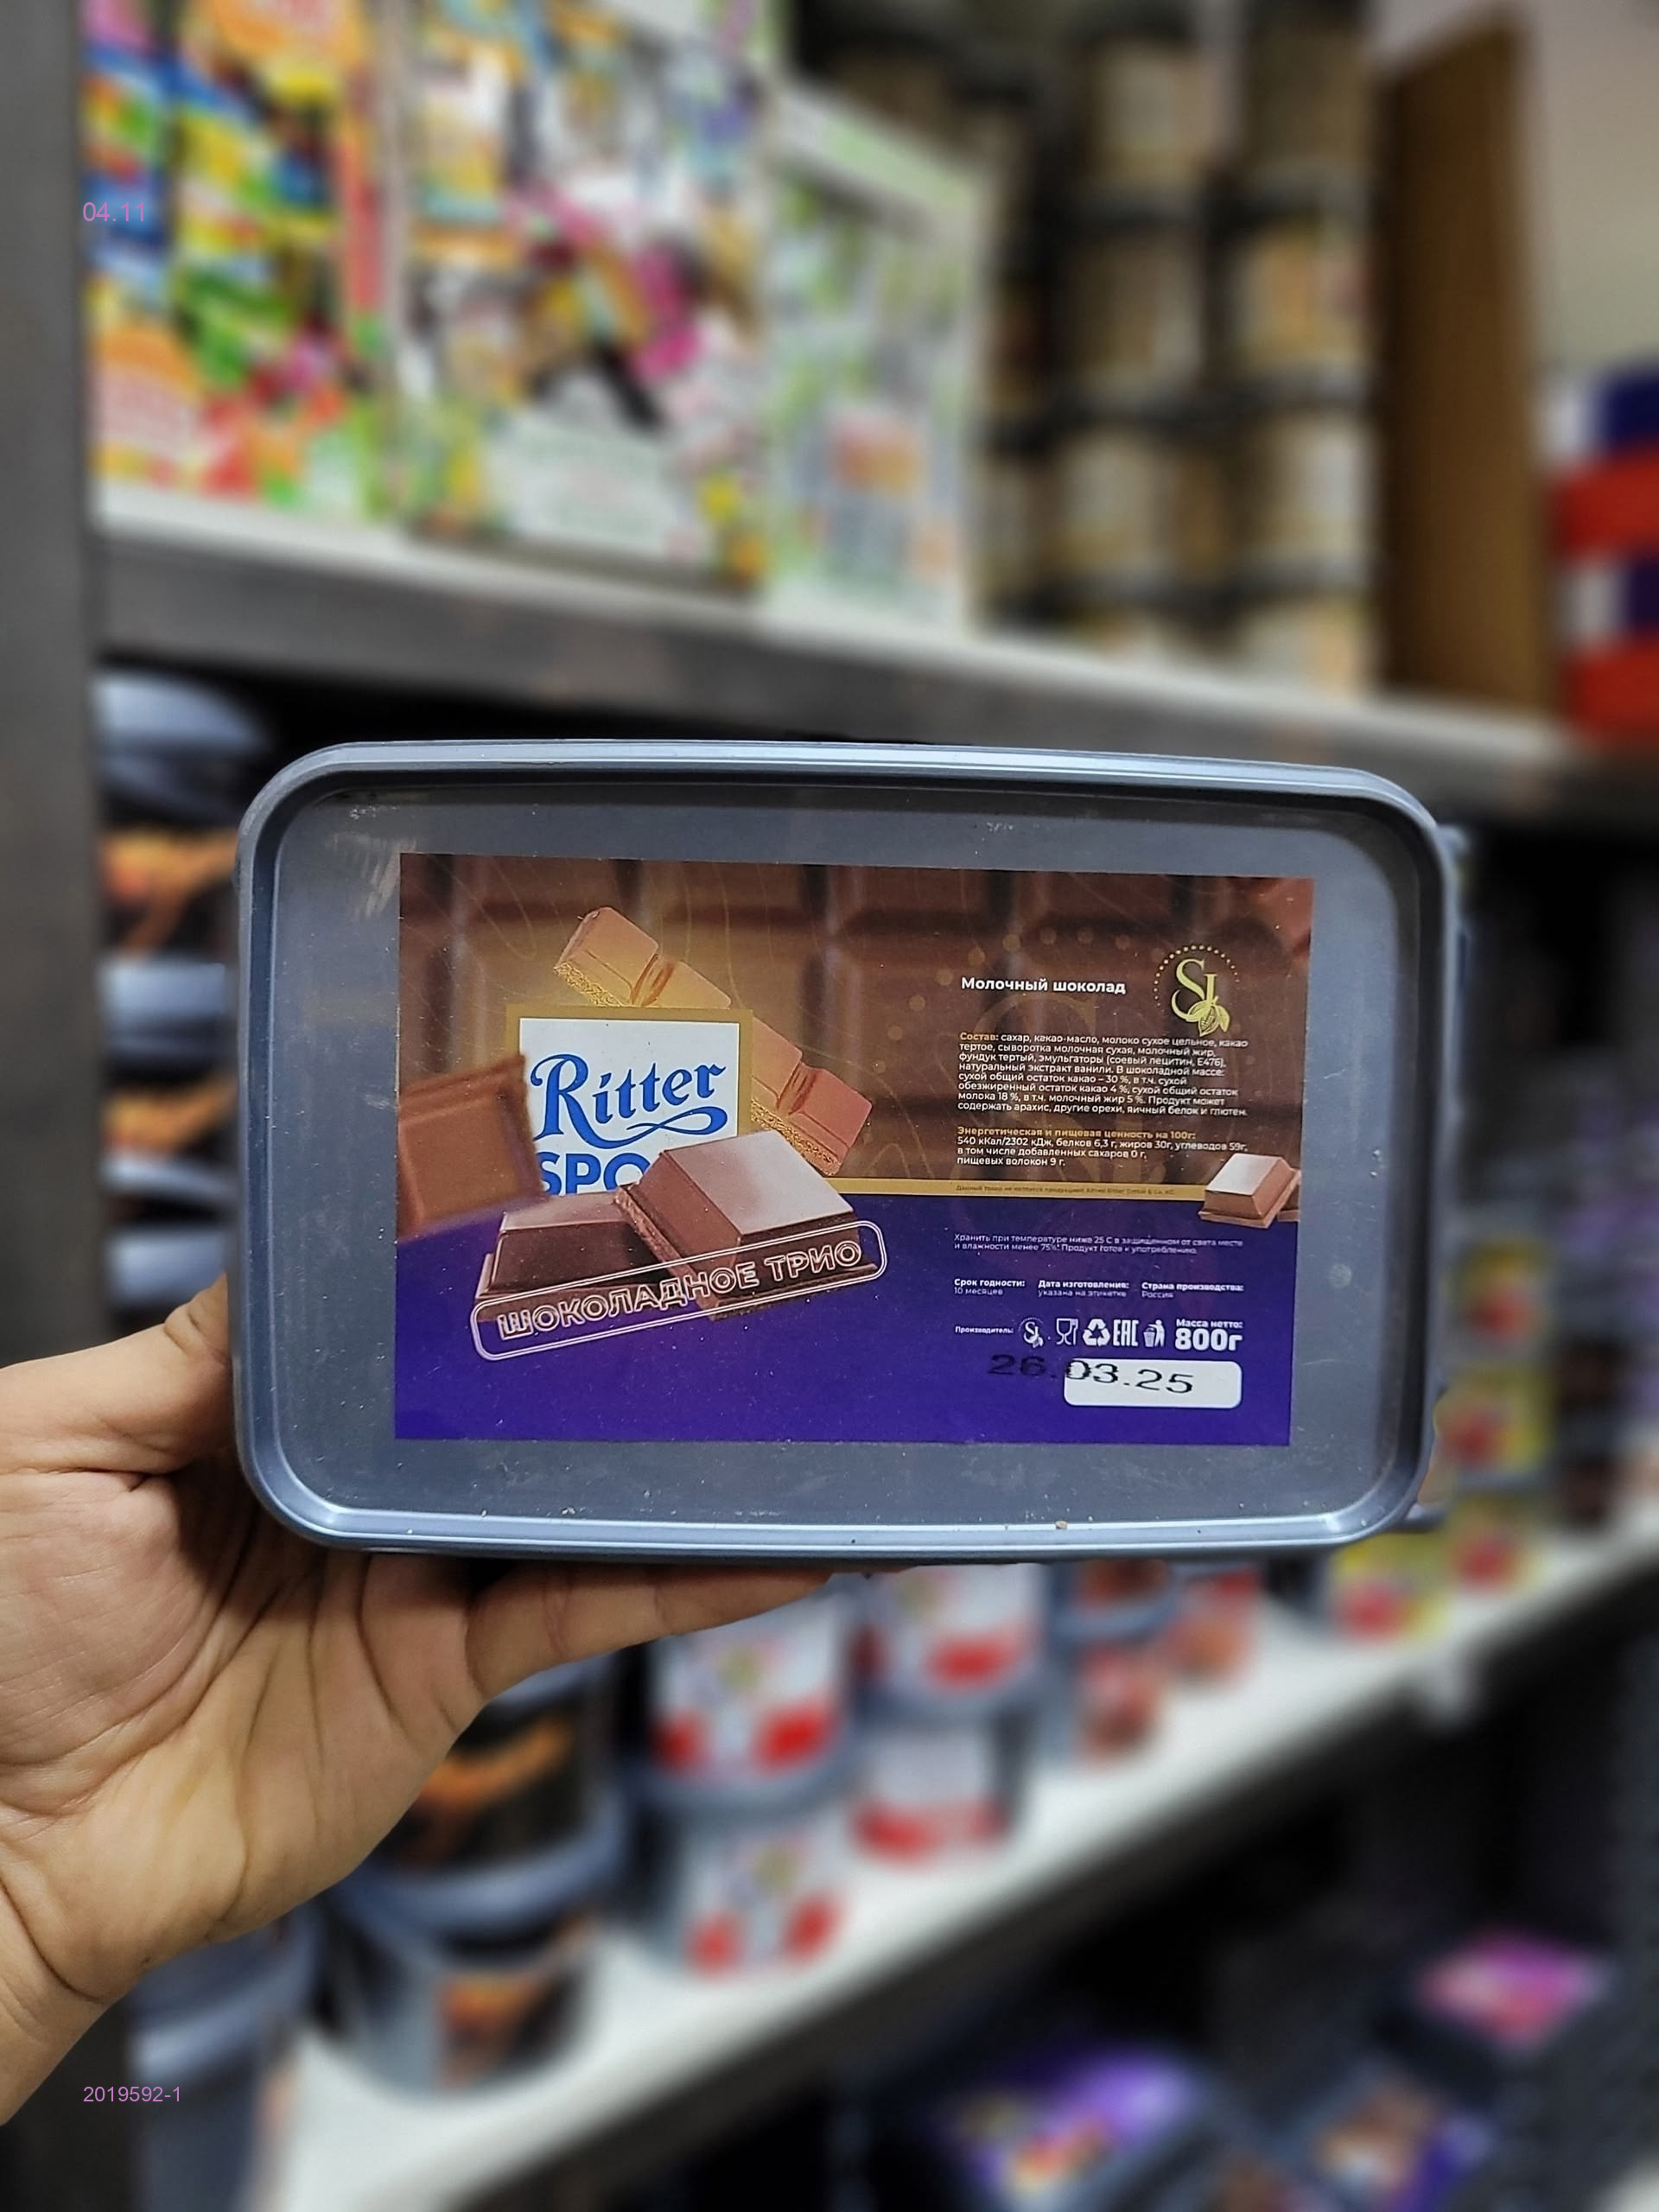 04.11
Молочный шоколад
SL
Состав: сахар, какао-масло, молоко сухое цельное, какао
тертое, сыворотка молочная сухая, молочный жир,
фундук тертый, эмульгаторы (соевый лецитин, Е476),
натуральный экстракт ванили. В шоколадной массе:
сухой общий остаток какао – 30 %, в т.ч. сухой
обезжиренный остаток какао 4 %, сухой общий остаток
молока 18 %, в т.ч. молочный жир 5 %. Продукт может
содержать арахис, другие орехи, яичный белок и глютен.
Энергетическая и пищевая ценность на 100г:
540 кКал/2302 кДж, белков 6,3 г, жиров 30г, углеводов 59г,
в том числе добавленных сахаров 0 г,
пищевых волокон 9 г.
Ritter
SPO
ШОКОЛАДНОЕ ТРИО
Хранить при температуре ниже 25 С в защищенном от света месте
и влажности менее 75%. Продукт готов к употреблению.
Срок годности: Дата изготовления: Страна производства:
10 месяцев указана на этикетке Россия
Производитель: SL EAC Масса нетто:
800г
26.03.25
2019592-1